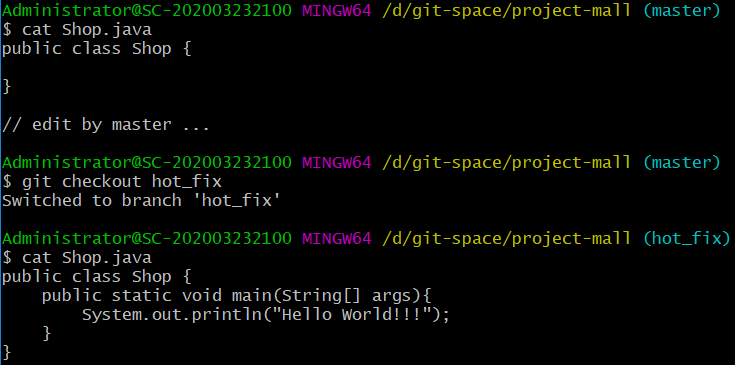 Administrator@SC-202003232100 MINGW64 /d/git-space/project-mall (master)
$ cat Shop.java
public class Shop {

}

// edit by master ...

Administrator@SC-202003232100 MINGW64 /d/git-space/project-mall (master)
$ git checkout hot_fix
Switched to branch 'hot_fix'

Administrator@SC-202003232100 MINGW64 /d/git-space/project-mall (hot_fix)
$ cat Shop.java
public class Shop {
    public static void main(String[] args){
        System.out.println("Hello World!!!");
    }
}